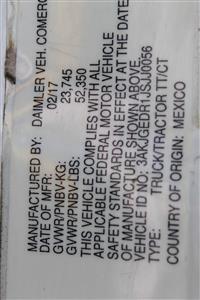 MANUFACTURED BY: DAIMLER VEH. COMERC
DATE OF MFR: 02/17
GVWR/PNBV-KG: 23,745
GVWR/PNBV-LBS: 52,350
THIS VEHICLE COMPLIES WITH ALL
APPLICABLE FEDERAL MOTOR VEHICLE
SAFETY STANDARDS IN EFFECT AT THE DATE
OF MANUFACTURE SHOWN ABOVE.
VEHICLE ID NO: 3AKJGEDR1JSJJ0056
TYPE: TRUCK/TRACTOR TT/CT
COUNTRY OF ORIGIN: MEXICO